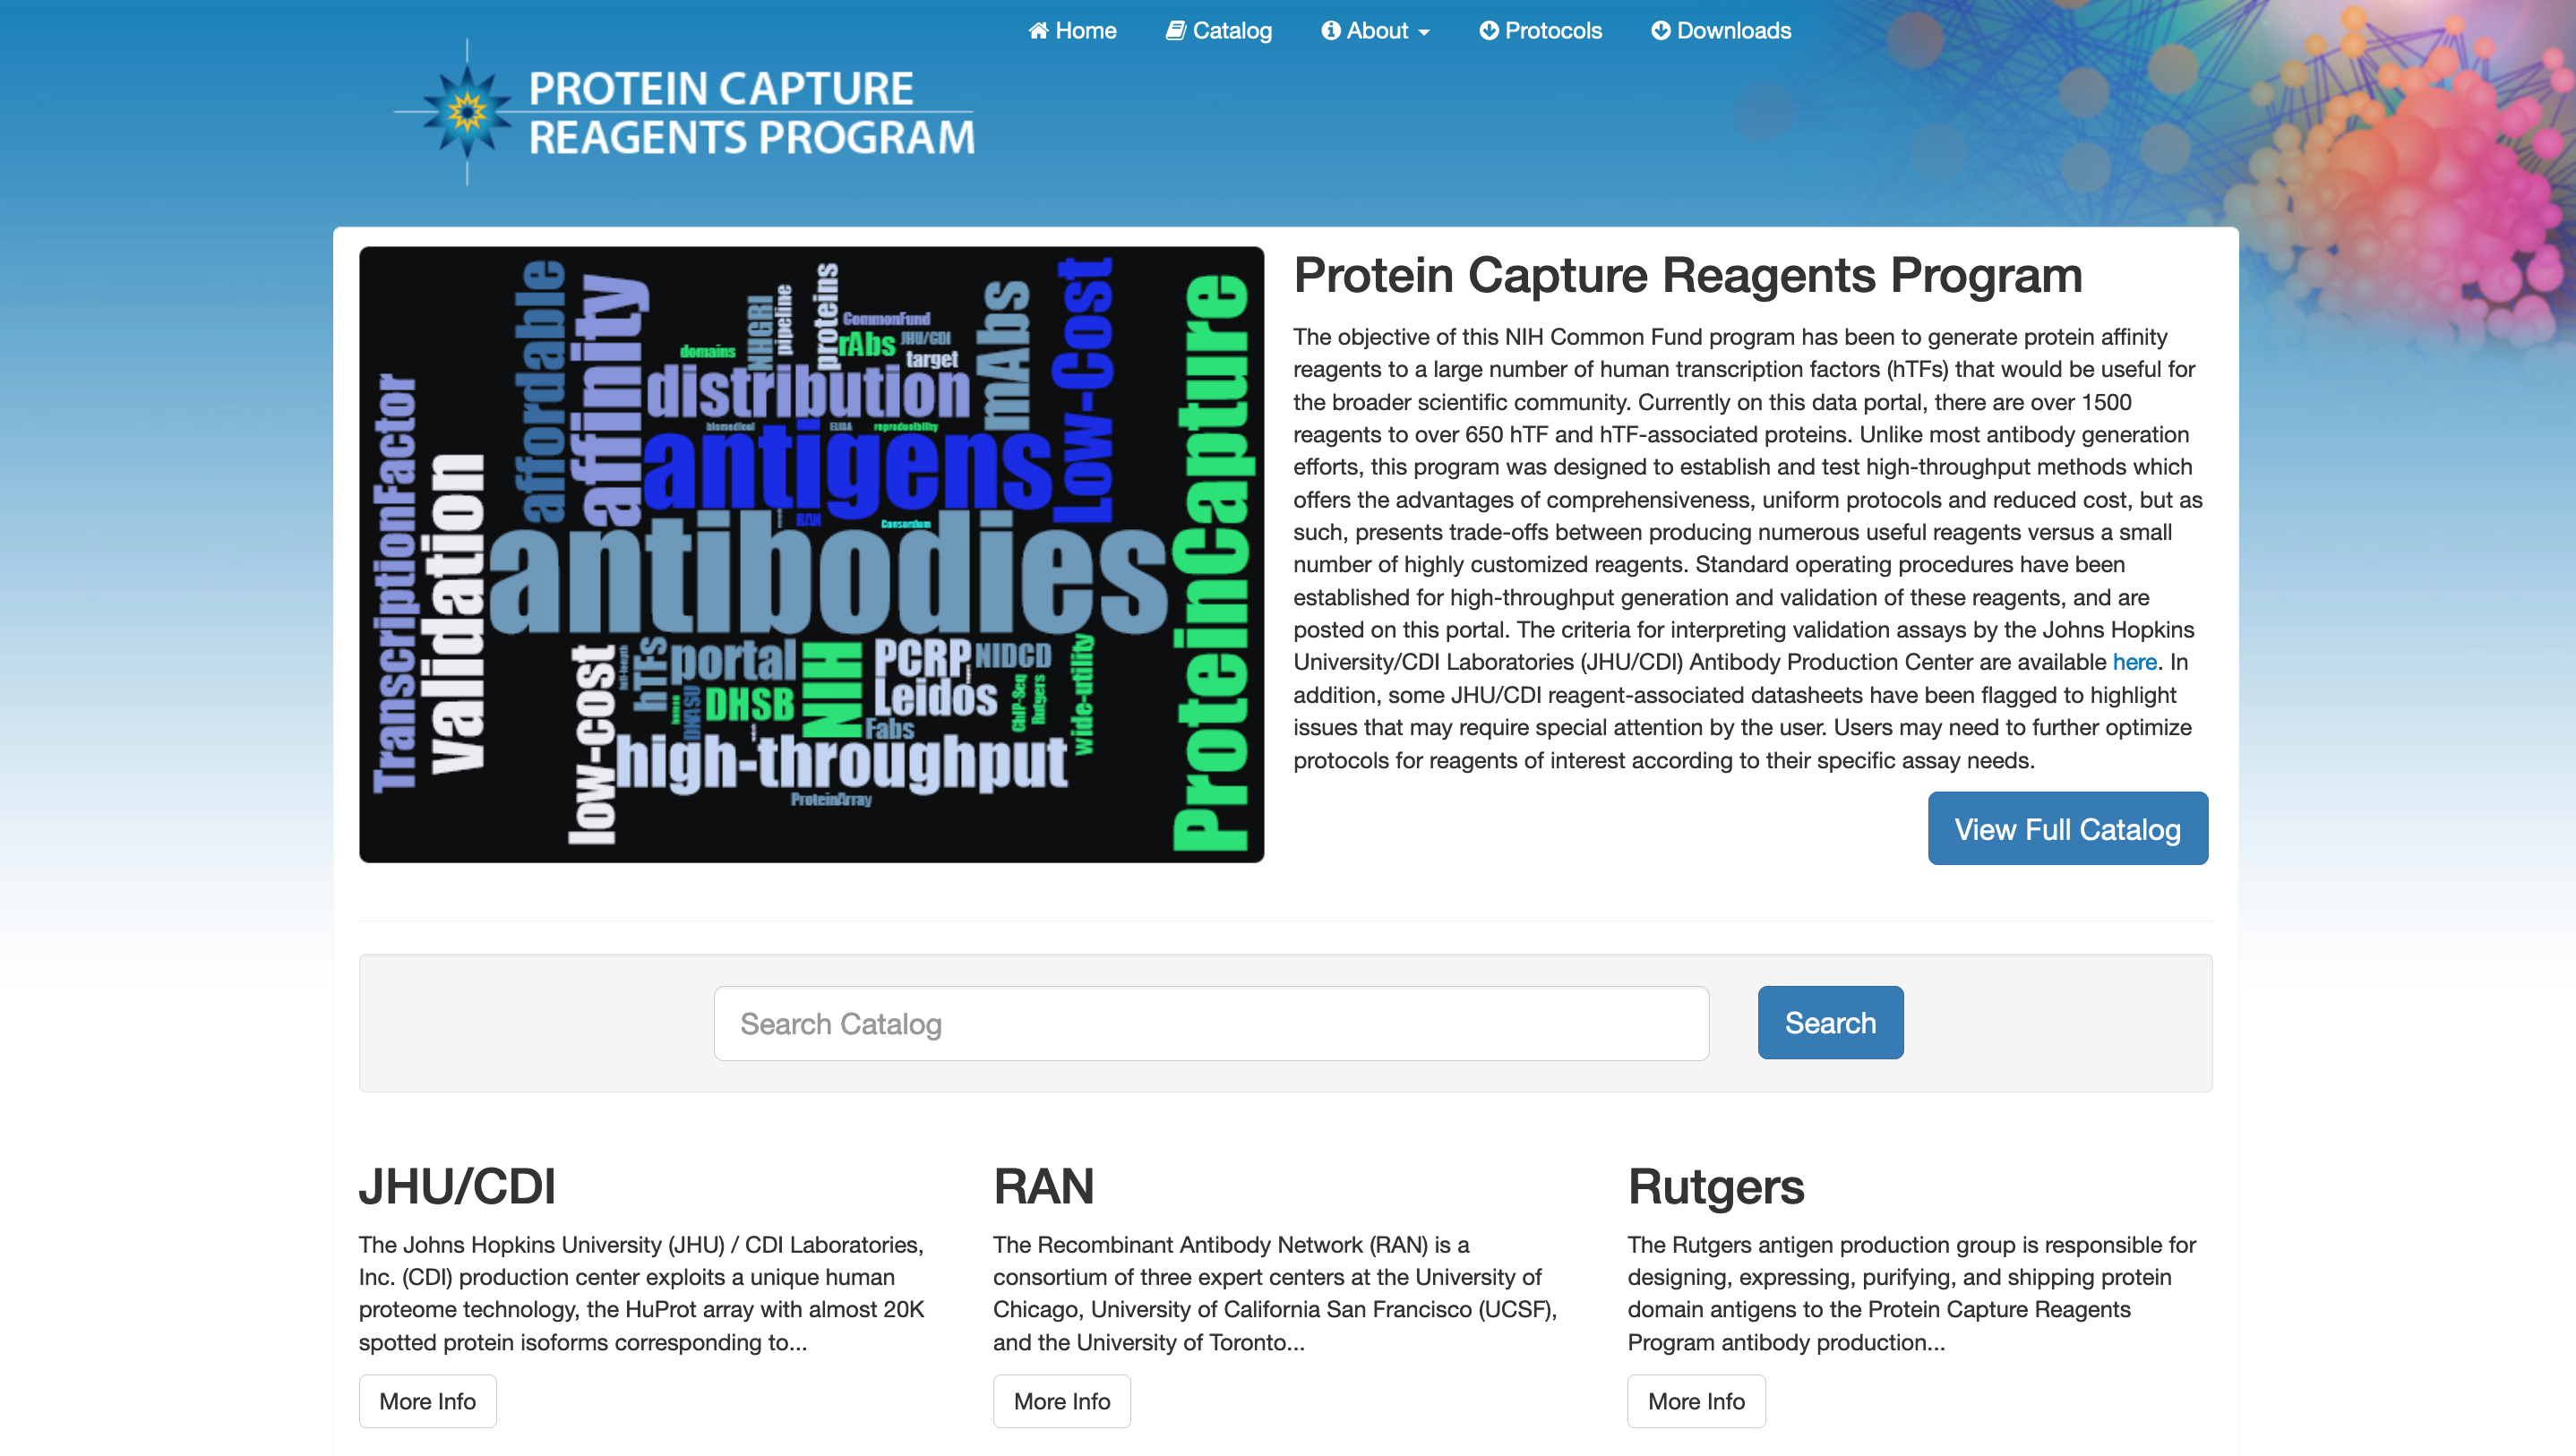 Home
Catalog
About
Protocols
Downloads
PROTEIN CAPTURE
REAGENTS PROGRAM
TranscriptionFactor
Validation
affordable
affinity
low-cost
domains
NHGRI
pipeline
proteins
CommonFund
rAbs
JHU/CDI
target
mAbs
Low-Cost
ProteinCapture
distribution
biomedical
ELISA
reproducibility
antigens
RAN
Consortium
antibodies
full-length
hTFs
portal
NIH
PCRP
NIDCD
wide-utility
human
DNASU
DHSB
Leidos
ChIP-Seq
Rutgers
Fabs
high-throughput
ProteinArray
Protein Capture Reagents Program
The objective of this NIH Common Fund program has been to generate protein affinity
reagents to a large number of human transcription factors (hTFs) that would be useful for
the broader scientific community. Currently on this data portal, there are over 1500
reagents to over 650 hTF and hTF-associated proteins. Unlike most antibody generation
efforts, this program was designed to establish and test high-throughput methods which
offers the advantages of comprehensiveness, uniform protocols and reduced cost, but as
such, presents trade-offs between producing numerous useful reagents versus a small
number of highly customized reagents. Standard operating procedures have been
established for high-throughput generation and validation of these reagents, and are
posted on this portal. The criteria for interpreting validation assays by the Johns Hopkins
University/CDI Laboratories (JHU/CDI) Antibody Production Center are available here. In
addition, some JHU/CDI reagent-associated datasheets have been flagged to highlight
issues that may require special attention by the user. Users may need to further optimize
protocols for reagents of interest according to their specific assay needs.
View Full Catalog
Search Catalog
Search
JHU/CDI
The Johns Hopkins University (JHU) / CDI Laboratories,
Inc. (CDI) production center exploits a unique human
proteome technology, the HuProt array with almost 20K
spotted protein isoforms corresponding to...
More Info
RAN
The Recombinant Antibody Network (RAN) is a
consortium of three expert centers at the University of
Chicago, University of California San Francisco (UCSF),
and the University of Toronto...
More Info
Rutgers
The Rutgers antigen production group is responsible for
designing, expressing, purifying, and shipping protein
domain antigens to the Protein Capture Reagents
Program antibody production...
More Info